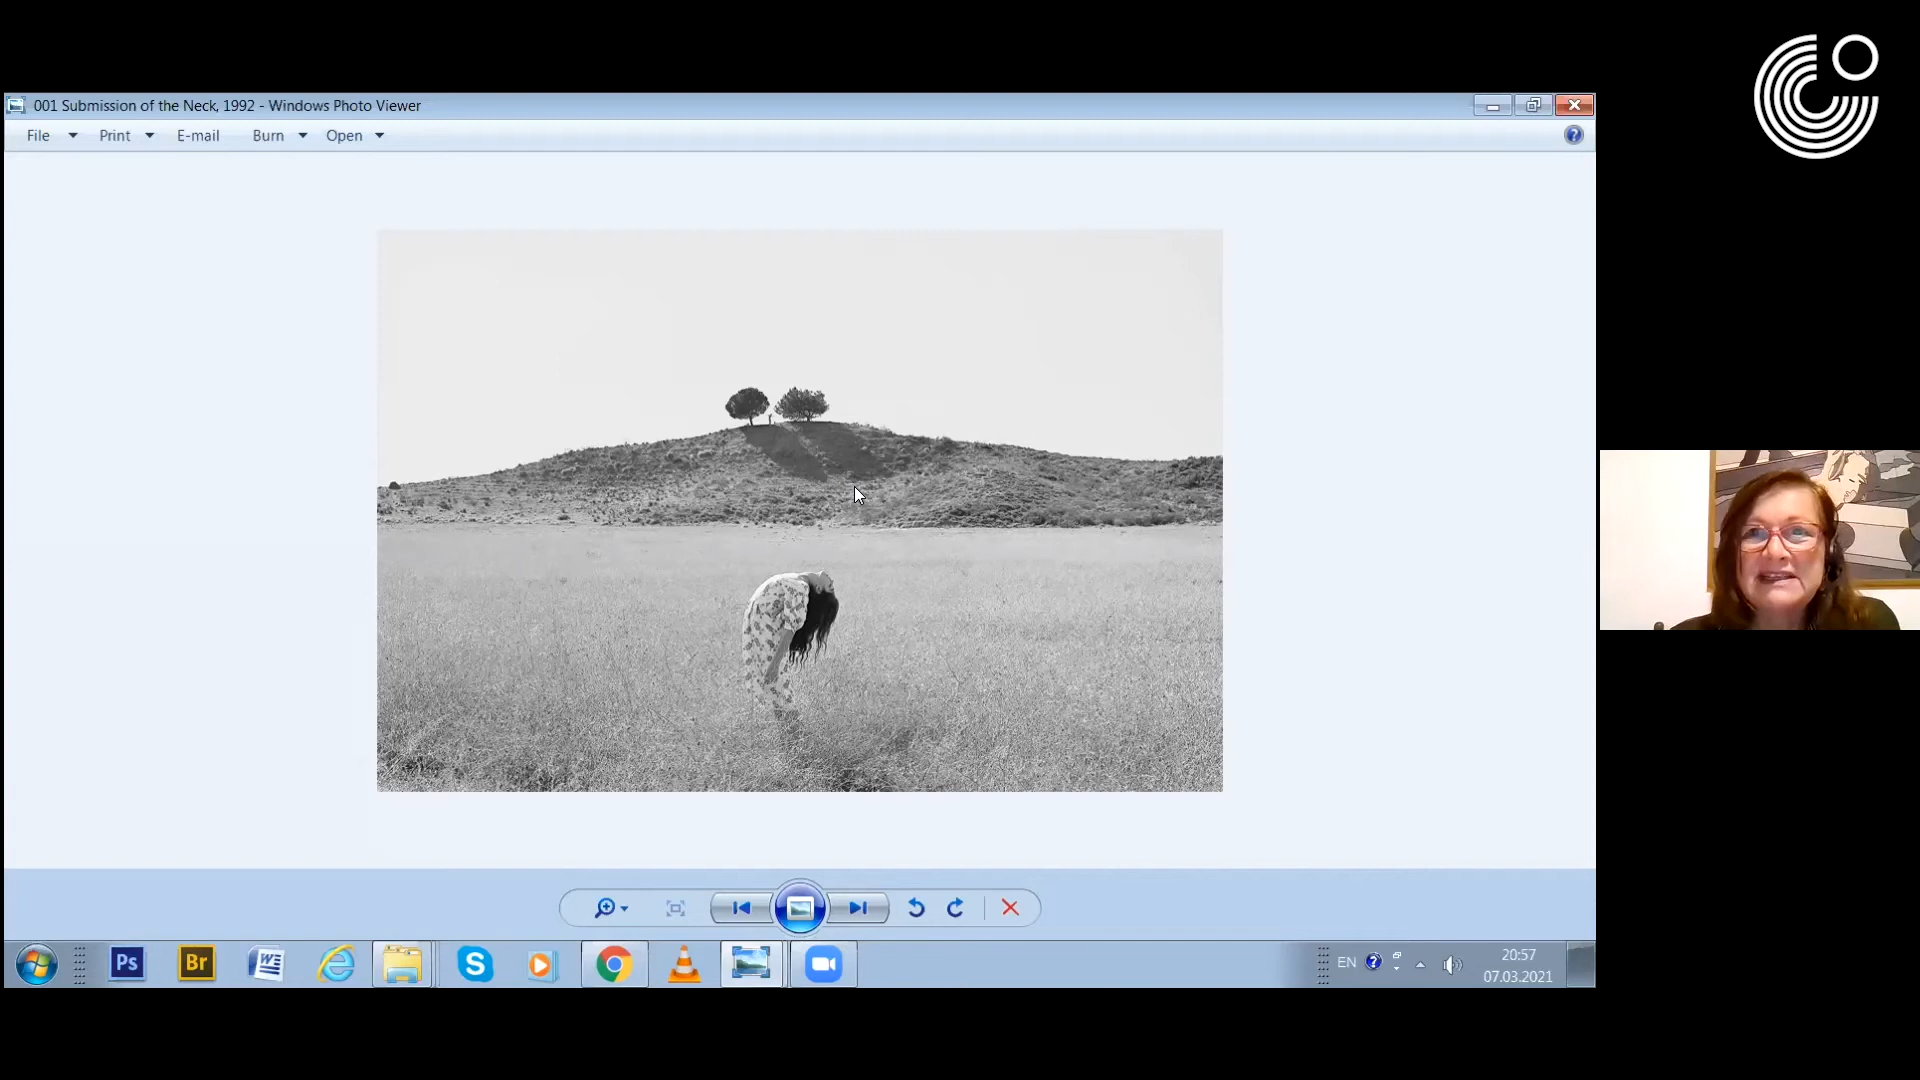 001 Submission of the Neck, 1992 - Windows Photo Viewer
File Print E-mail Burn Open
Ps Br W S
EN 20:57
07.03.2021